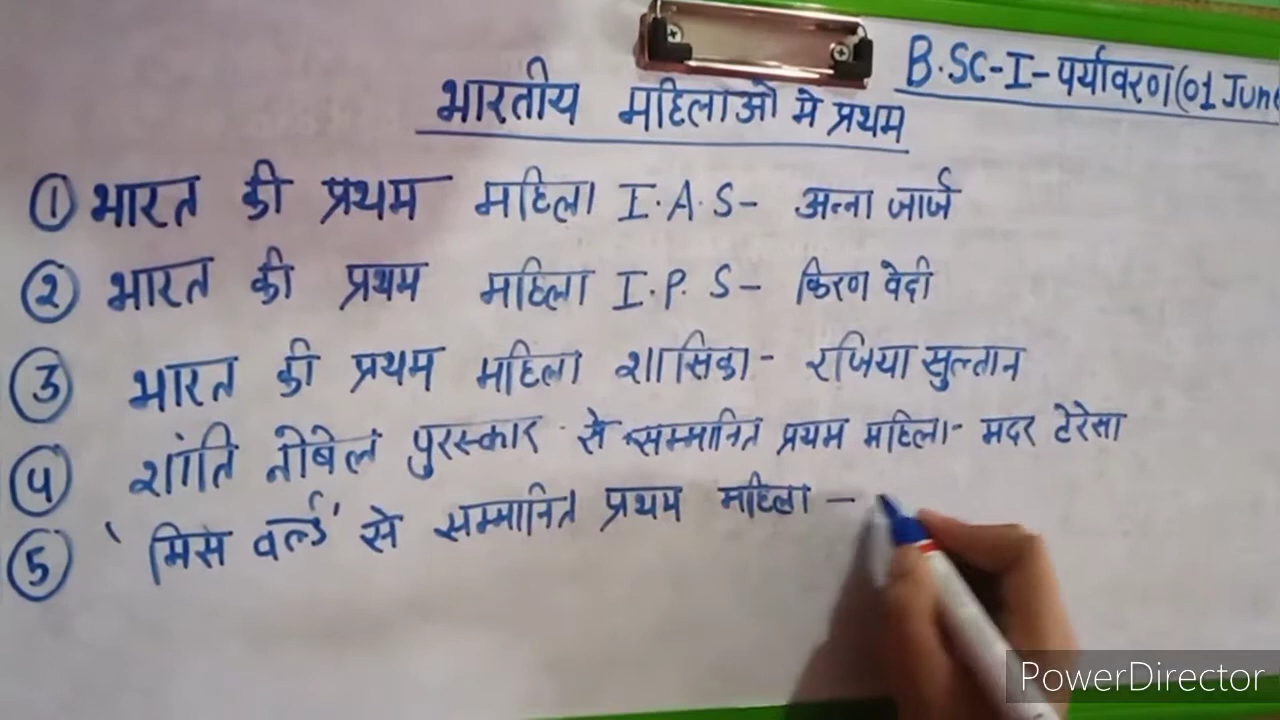 B.SC-I-पर्यावरण(01 June
भारतीय महिलाओ मे प्रथम
① भारत की प्रथम महिला I.A.S- अन्ना जार्ज
② भारत की प्रथम महिला I.P.S- किरण वेदी
③ भारत की प्रथम महिला शासिका- रजिया सुल्तान
④ शांति नोबेल पुरस्कार से सम्मानित प्रथम महिला- मदर टेरेसा
⑤ 'मिस वर्ल्ड' से सम्मानित प्रथम महिला -
PowerDirector